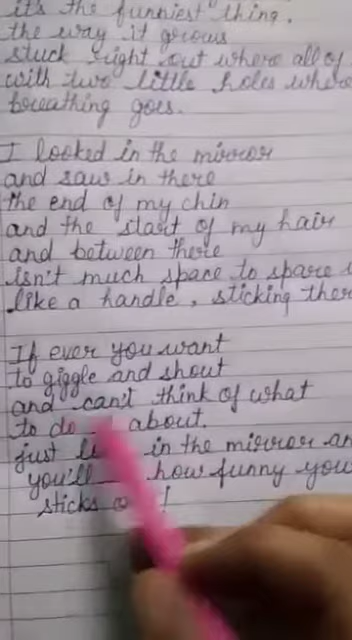 it's the funniest thing.
the way it grows
stuck right out where all of
with two little holes where
breathing goes.
I looked in the mirror
and saw in there
the end of my chin
and the start of my hair
and between there
isn't much space to spare
like a handle, sticking ther
If ever you want
to giggle and shout
and can't think of what
to do about.
just in the mirror an
you'll how funny you
sticks !